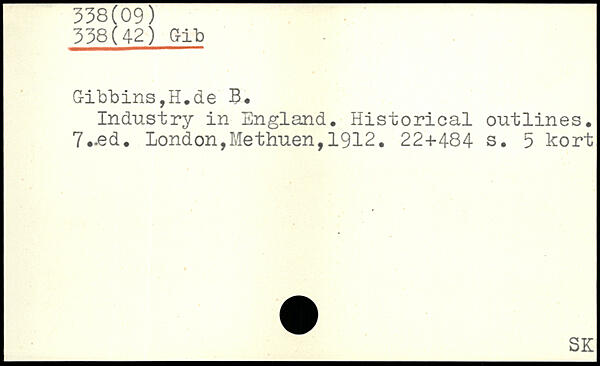 338(09)
338(42) Gib
Gibbins,H.de B.
Industry in England. Historical outlines.
7.ed. London,Methuen,1912. 22+484 s. 5 kort
SK